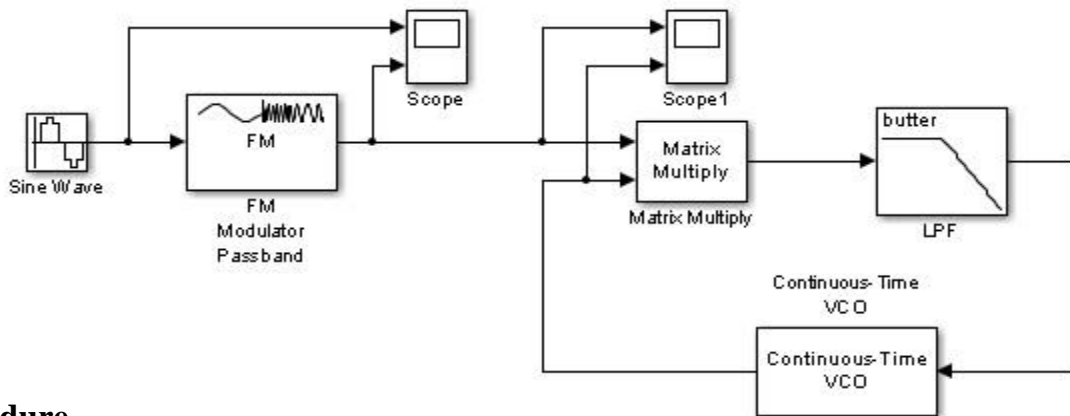 Scope
Scope1
FM
Sine Wave
FM
Modulator
Passband
Matrix
Multiply
Matrix Multiply
butter
LPF
Continuous-Time
VCO
Continuous-Time
VCO
dure